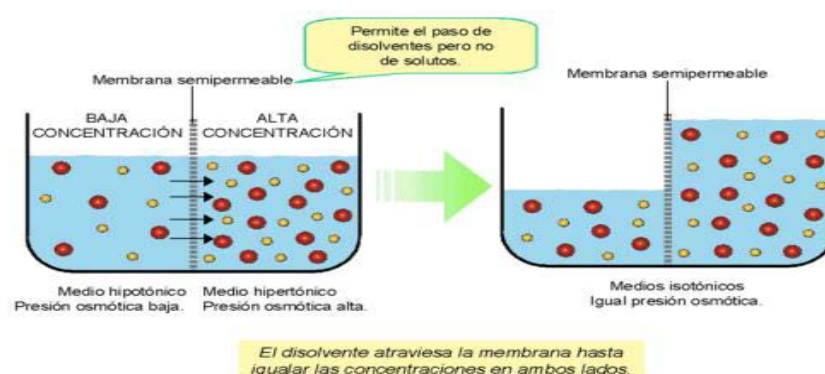 Permite el paso de
disolventes pero no
de solutos.
Membrana semipermeable
Membrana semipermeable
BAJA
CONCENTRACIÓN
ALTA
CONCENTRACIÓN
Medio hipotónico
Presión osmótica baja.
Medio hipertónico
Presión osmótica alta.
Medios isotónicos
Igual presión osmótica.
El disolvente atraviesa la membrana hasta
igualar las concentraciones en ambos lados.